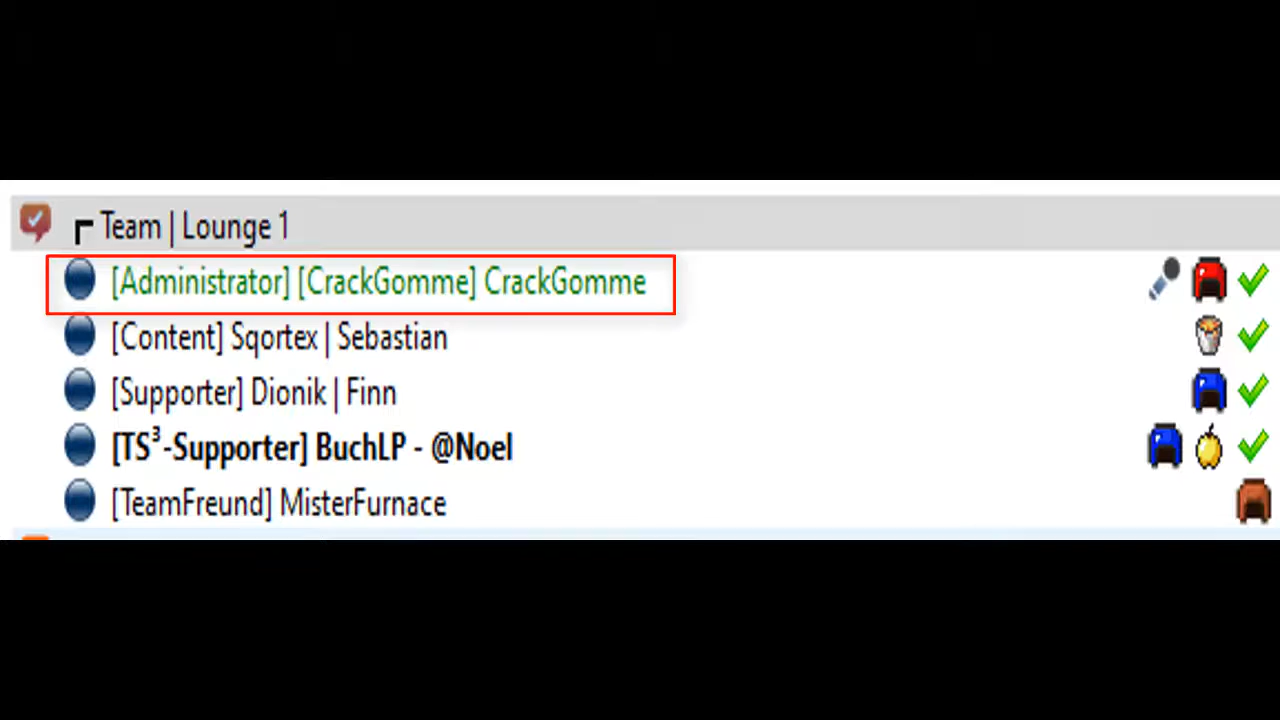 ┏ Team | Lounge 1
[Administrator] [CrackGomme] CrackGomme
[Content] Sqortex | Sebastian
[Supporter] Dionik | Finn
[TS³-Supporter] BuchLP - @Noel
[TeamFreund] MisterFurnace